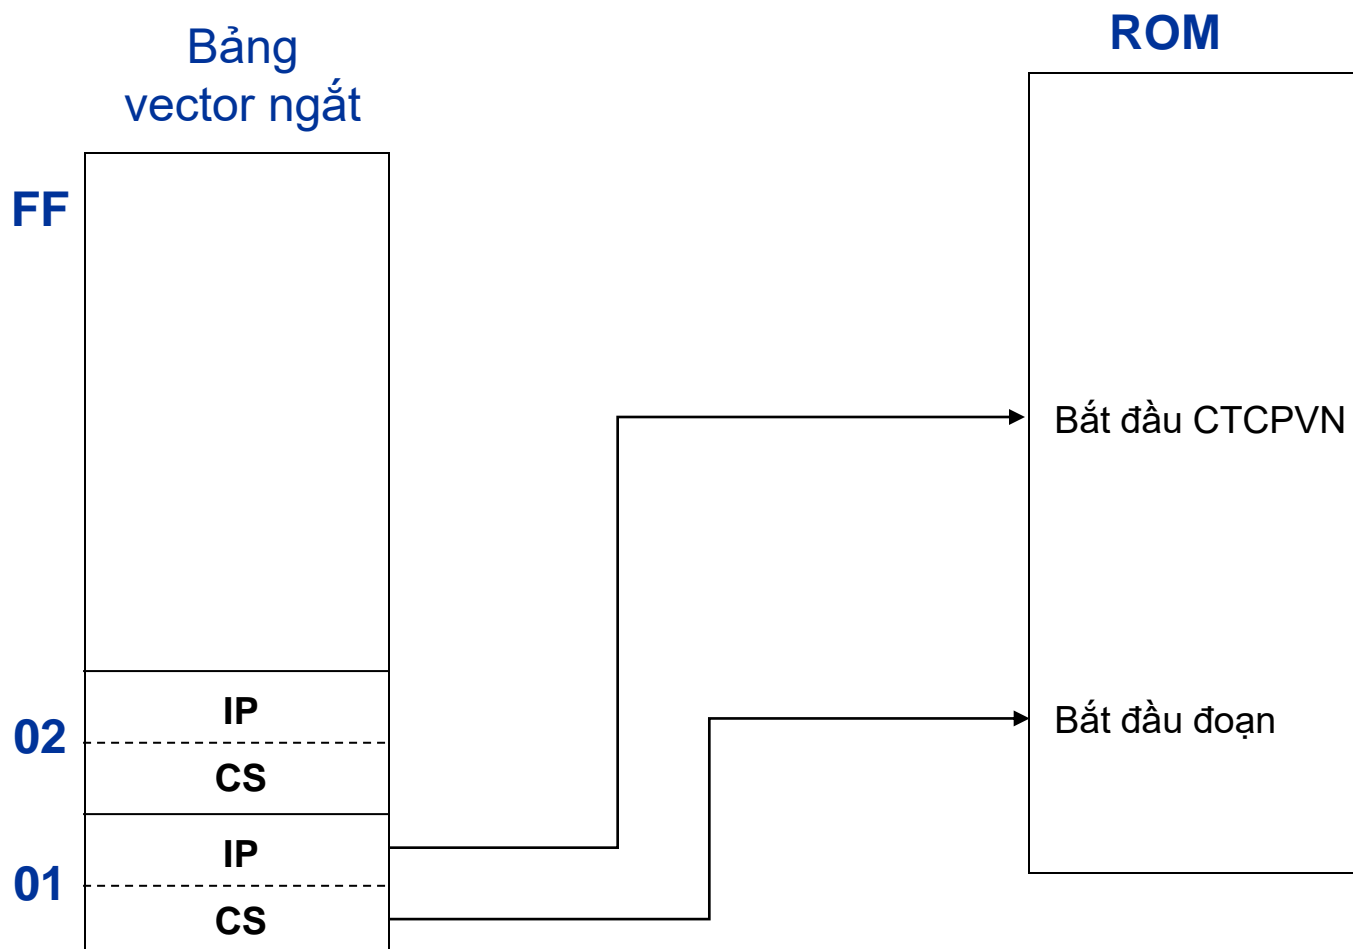 Bảng
vector ngắt
ROM
FF
Bắt đầu CTCPVN
IP
02
CS
Bắt đầu đoạn
IP
01
CS